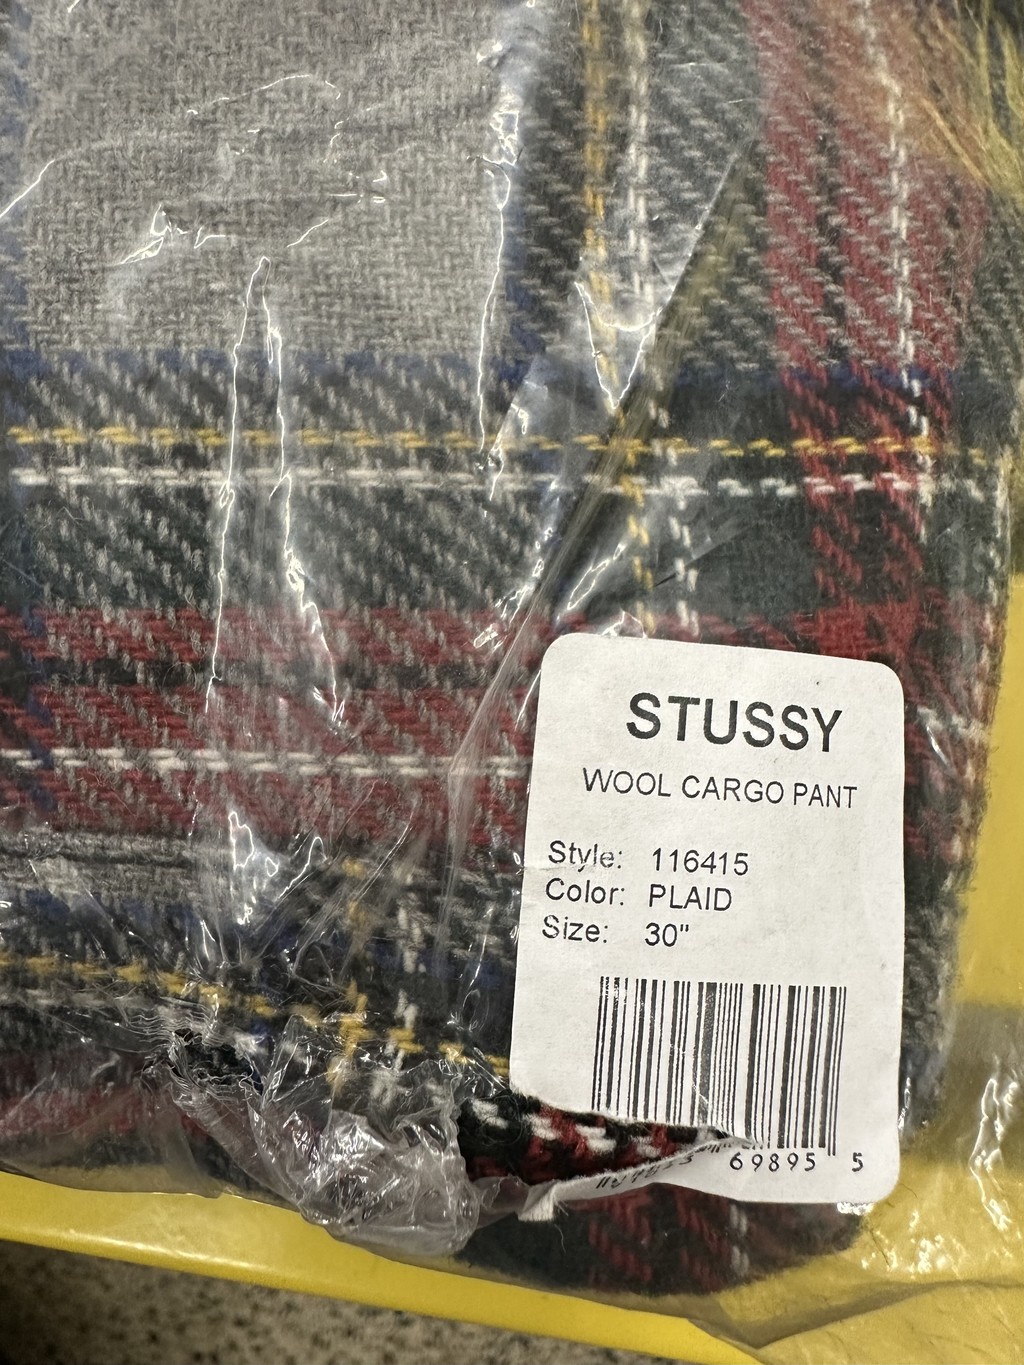 STUSSY
WOOL CARGO PANT
Style: 116415
Color: PLAID
Size: 30"
69895 5